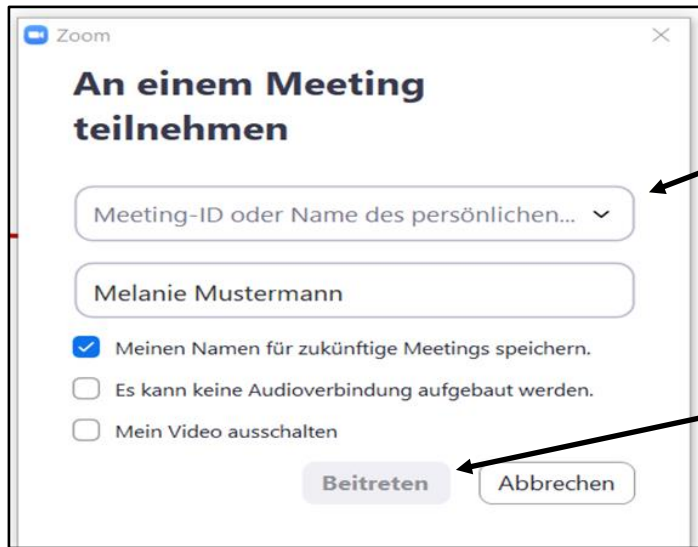 Zoom
An einem Meeting
teilnehmen
Meeting-ID oder Name des persönlichen...
Melanie Mustermann
Meinen Namen für zukünftige Meetings speichern.
Es kann keine Audioverbindung aufgebaut werden.
Mein Video ausschalten
Beitreten Abbrechen